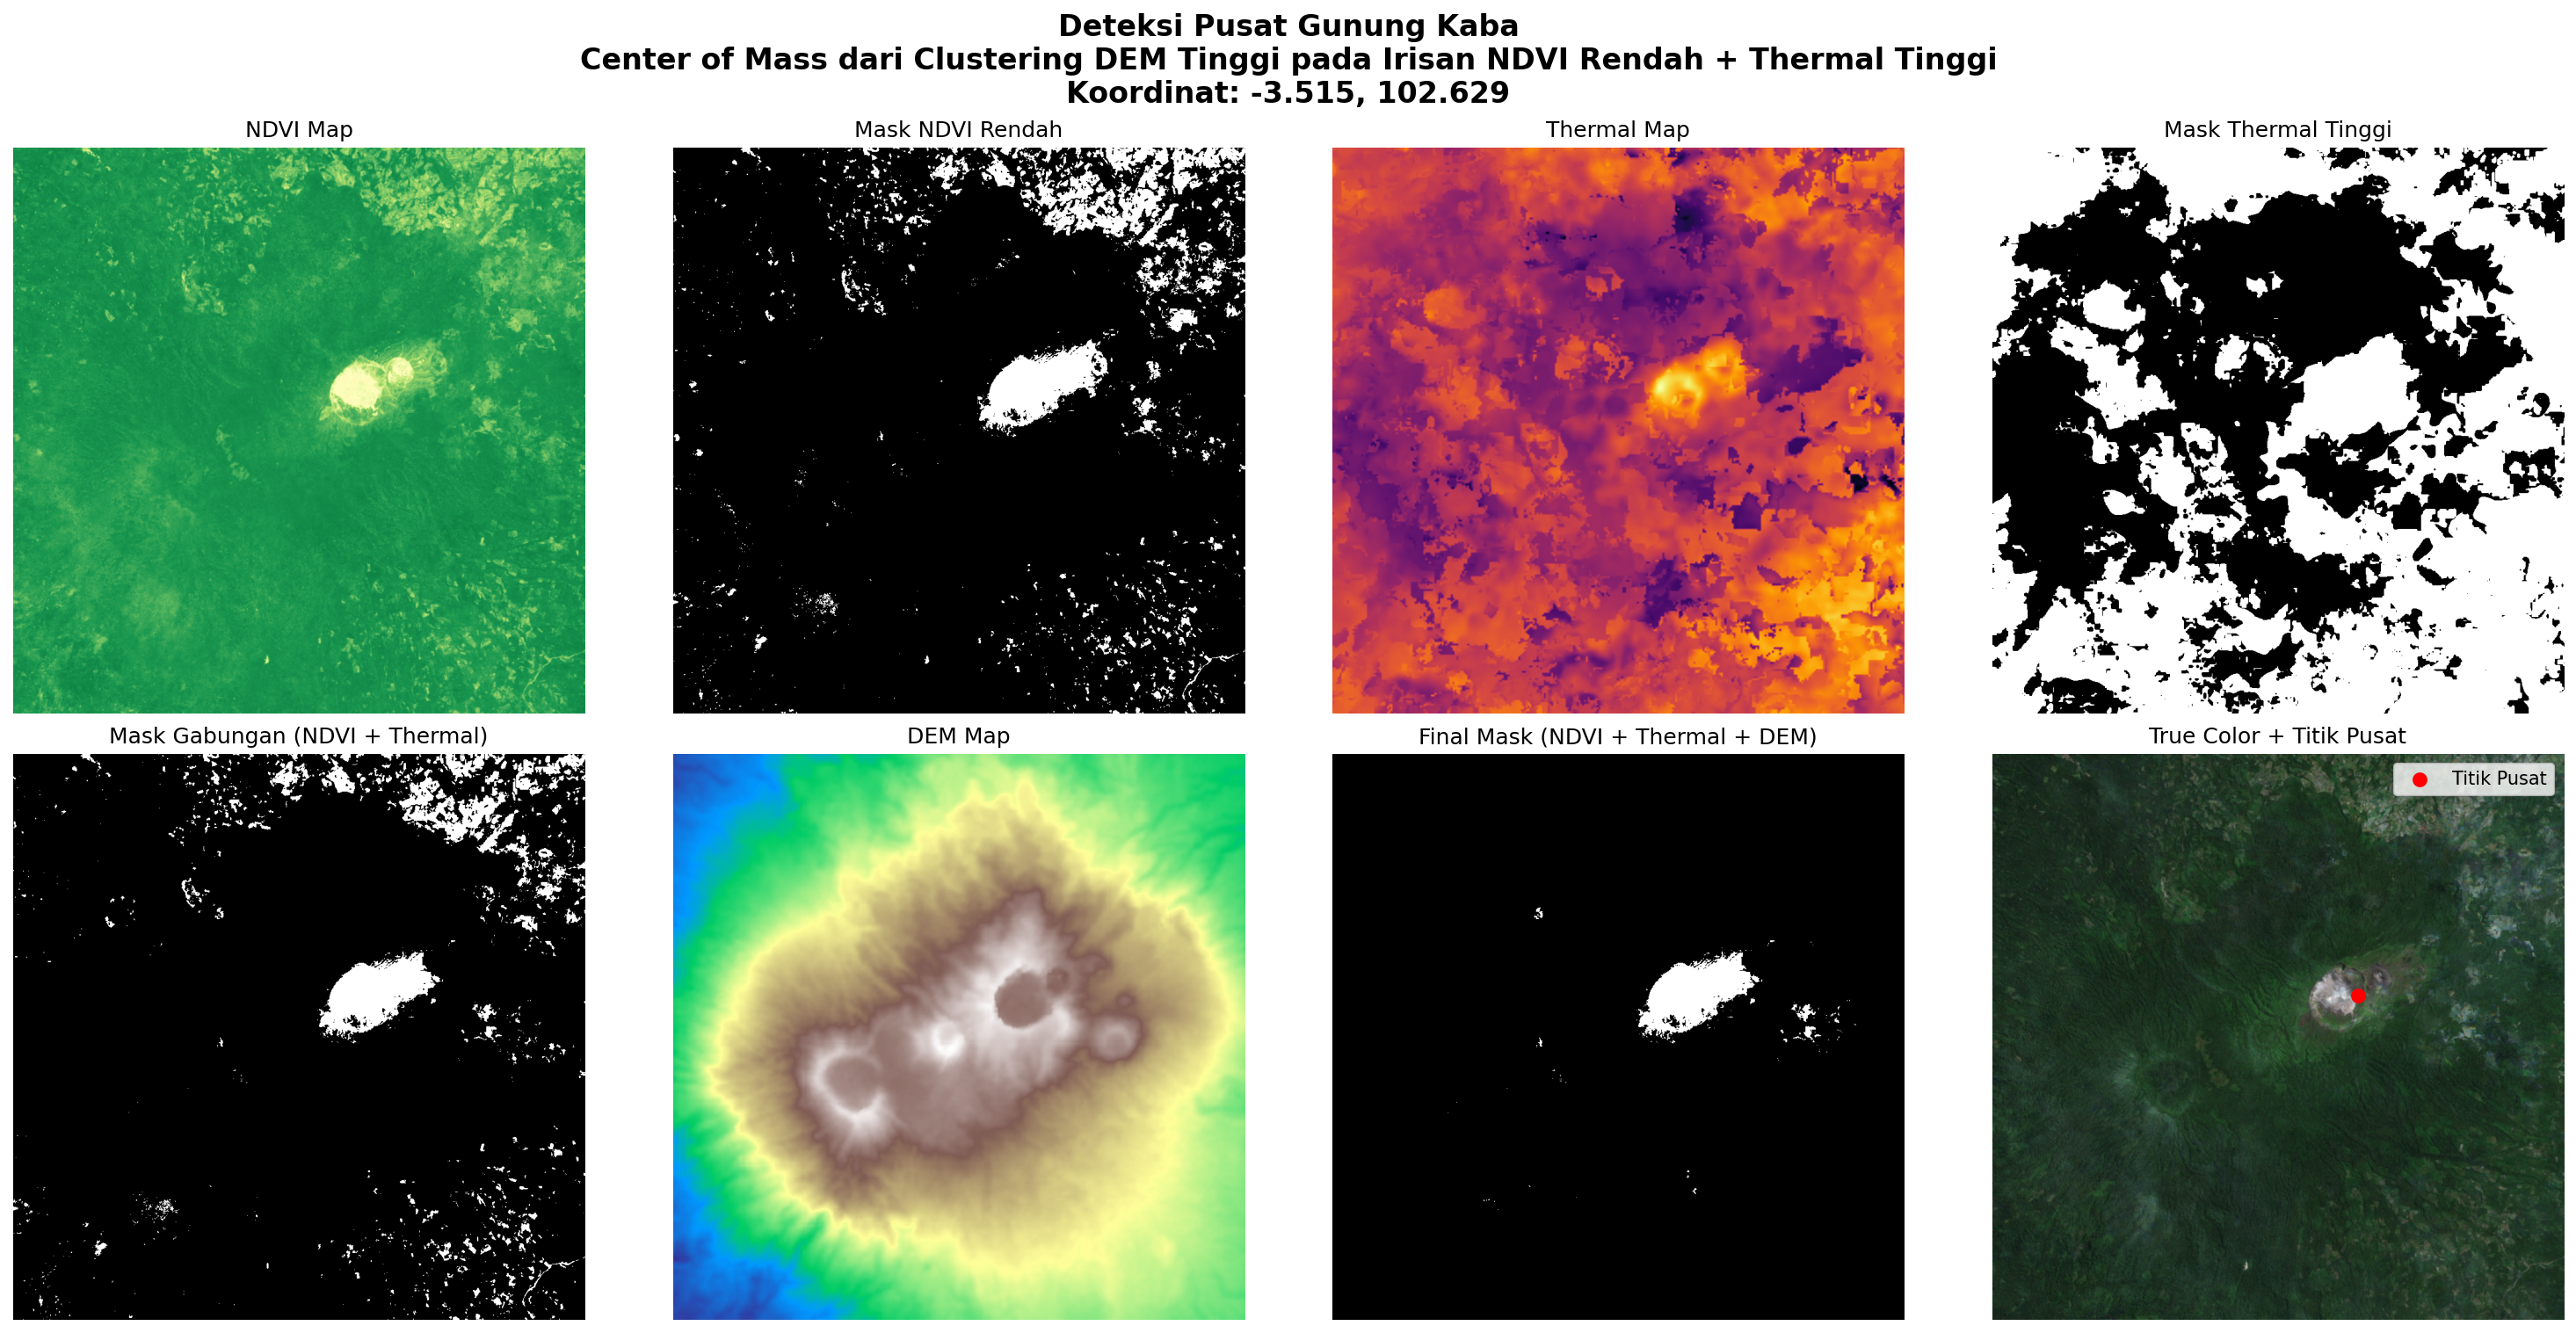 Deteksi Pusat Gunung Kaba
Center of Mass dari Clustering DEM Tinggi pada Irisan NDVI Rendah + Thermal Tinggi
Koordinat: -3.515, 102.629
NDVI Map
Mask NDVI Rendah
Thermal Map
Mask Thermal Tinggi
Mask Gabungan (NDVI + Thermal)
DEM Map
Final Mask (NDVI + Thermal + DEM)
True Color + Titik Pusat
Titik Pusat